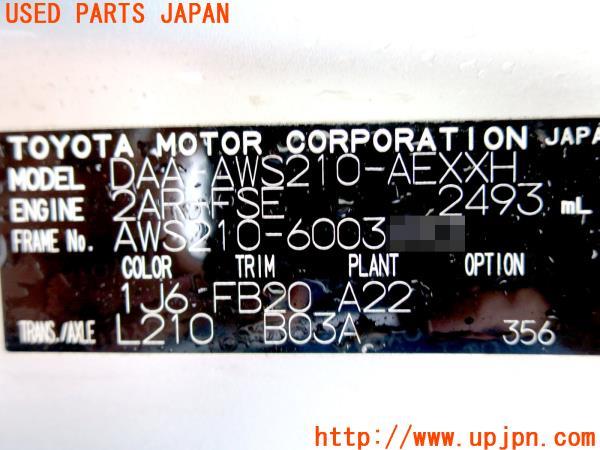 USED PARTS JAPAN
TOYOTA MOTOR CORPORATION JAPA
MODEL DAA-AWS210-AEXXH
ENGINE 2AR-FSE 2493 mL
FRAME No. AWS210-6003
COLOR TRIM PLANT OPTION
1J6 FB20 A22
TRANS./AXLE L210 B03A 356
http://www.upjpn.com/